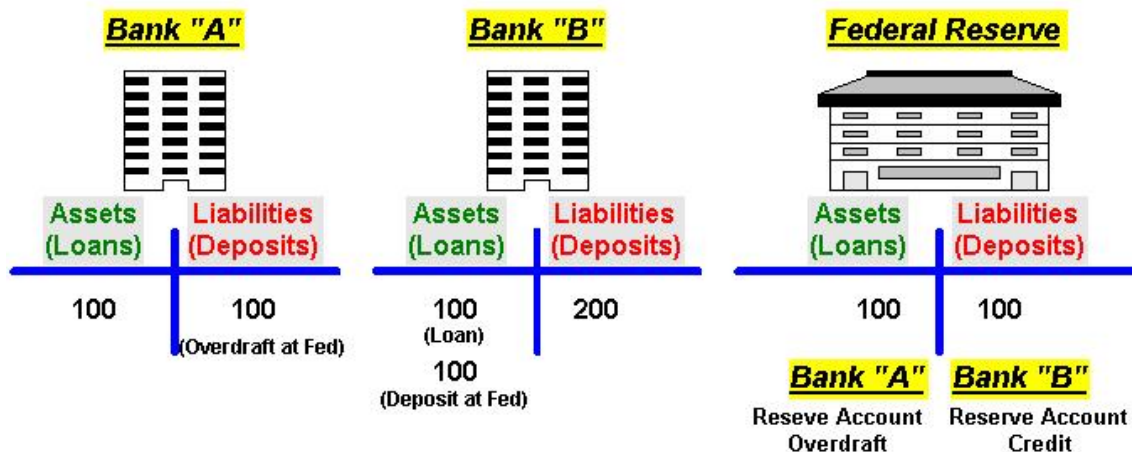 Bank "A"
Bank "B"
Federal Reserve
Assets
(Loans)
Liabilities
(Deposits)
Assets
(Loans)
Liabilities
(Deposits)
Assets
(Loans)
Liabilities
(Deposits)
100
100
(Overdraft at Fed)
100
(Loan)
100
(Deposit at Fed)
200
100
100
Bank "A"
Reseve Account
Overdraft
Bank "B"
Reserve Account
Credit